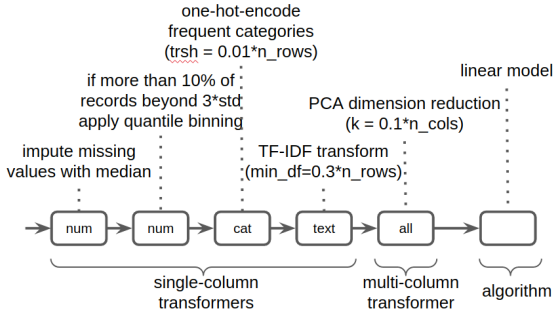 one-hot-encode
frequent categories
(trsh = 0.01*n_rows)
if more than 10% of
records beyond 3*std
apply quantile binning
impute missing
values with median
linear model
PCA dimension reduction
(k = 0.1*n_cols)
TF-IDF transform
(min_df=0.3*n_rows)
num
num
cat
text
all
single-column
transformers
multi-column
transformer
algorithm